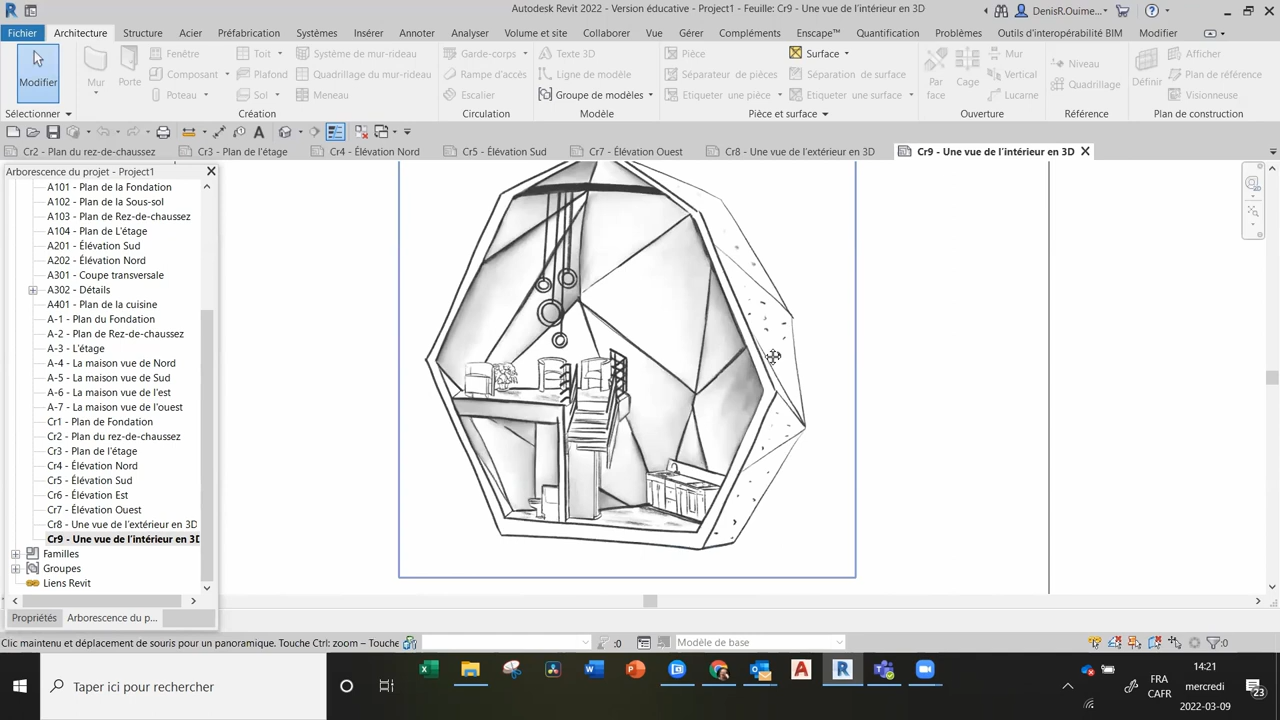 Autodesk Revit 2022 - Version éducative - Project1 - Feuille: Cr9 - Une vue de l'intérieur en 3D
DenisR.Ouime...
Fichier Architecture Structure Acier Préfabrication Systèmes Insérer Annoter Analyser Volume et site Collaborer Vue Gérer Compléments Enscape™ Quantification Problèmes Outils d'interopérabilité BIM Modifier
Modifier
Mur
Porte
Fenêtre
Composant
Poteau
Toit
Plafond
Sol
Système de mur-rideau
Quadrillage du mur-rideau
Meneau
Garde-corps
Rampe d'accès
Escalier
Texte 3D
Ligne de modèle
Groupe de modèles
Pièce
Séparateur de pièces
Etiqueter une pièce
Surface
Séparation de surface
Etiqueter une surface
Par face
Cage
Mur
Vertical
Lucarne
Niveau
Quadrillage
Définir
Afficher
Plan de référence
Visionneuse
Sélectionner Création Circulation Modèle Pièce et surface Ouverture Référence Plan de construction
Cr2 - Plan du rez-de-chaussée Cr3 - Plan de l'étage Cr4 - Élévation Nord Cr5 - Élévation Sud Cr7 - Élévation Ouest Cr8 - Une vue de l'extérieur en 3D Cr9 - Une vue de l'intérieur en 3D
Arborescence du projet - Project1
A101 - Plan de la Fondation
A102 - Plan de la Sous-sol
A103 - Plan de Rez-de-chaussez
A104 - Plan de L'étage
A201 - Élévation Sud
A202 - Élévation Nord
A301 - Coupe transversale
A302 - Détails
A401 - Plan de la cuisine
A-1 - Plan du Fondation
A-2 - Plan de Rez-de-chaussez
A-3 - L'étage
A-4 - La maison vue de Nord
A-5 - La maison vue de Sud
A-6 - La maison vue de l'est
A-7 - La maison vue de l'ouest
Cr1 - Plan de Fondation
Cr2 - Plan du rez-de-chaussée
Cr3 - Plan de l'étage
Cr4 - Élévation Nord
Cr5 - Élévation Sud
Cr6 - Élévation Est
Cr7 - Élévation Ouest
Cr8 - Une vue de l'extérieur en 3D
Cr9 - Une vue de l'intérieur en 3D
Familles
Groupes
Liens Revit
Propriétés Arborescence du p...
Clic maintenu et déplacement de souris pour un panoramique. Touche Ctrl: zoom – Touche
:0 Modèle de base :0
Taper ici pour rechercher
FRA
CAFR
14:21
mercredi
2022-03-09
23